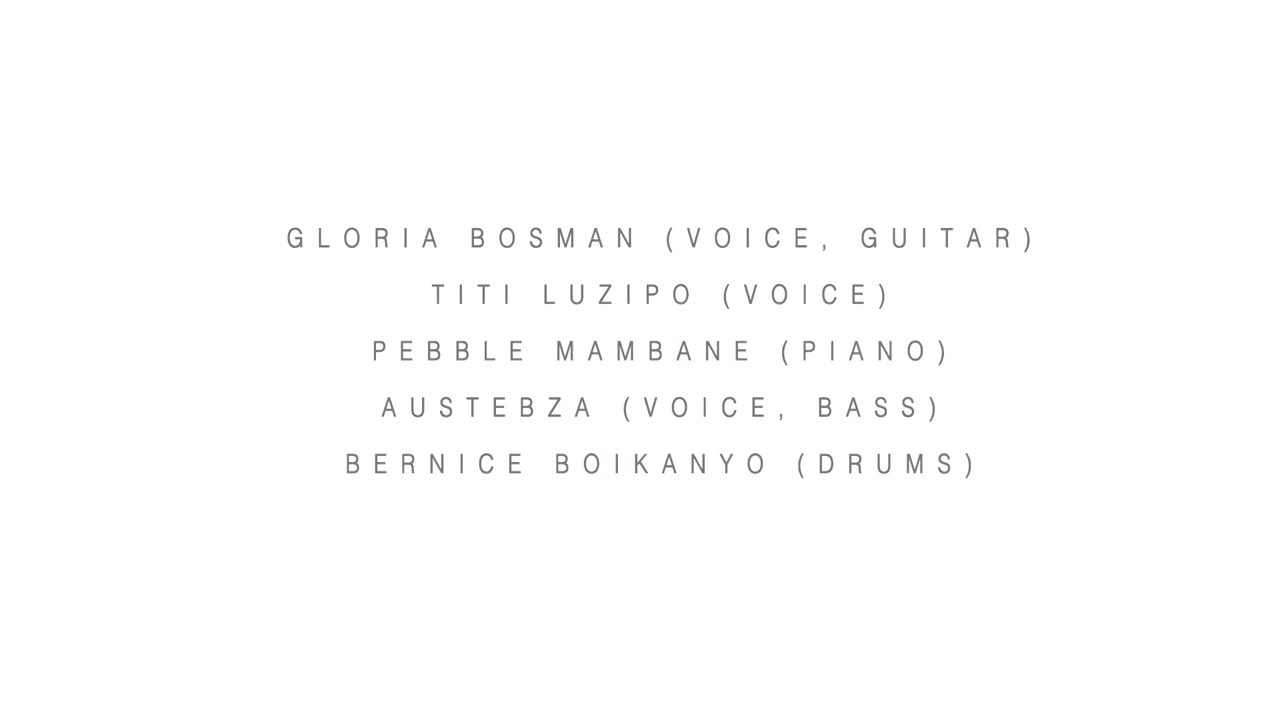 GLORIA BOSMAN (VOICE, GUITAR)
TITI LUZIPO (VOICE)
PEBBLE MAMBANE (PIANO)
AUSTEBZA (VOICE, BASS)
BERNICE BOIKANYO (DRUMS)